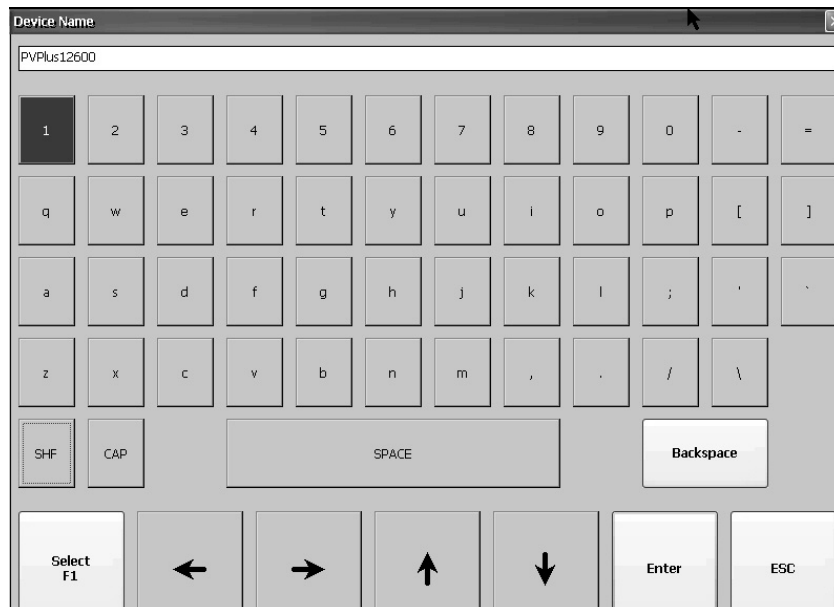 Device Name
PVPlus12600
1 2 3 4 5 6 7 8 9 0 - =
q w e r t y u i o p [ ]
a s d f g h j k l ; ' `
z x c v b n m , . / \
SHF CAP SPACE Backspace
Select
F1 Enter ESC